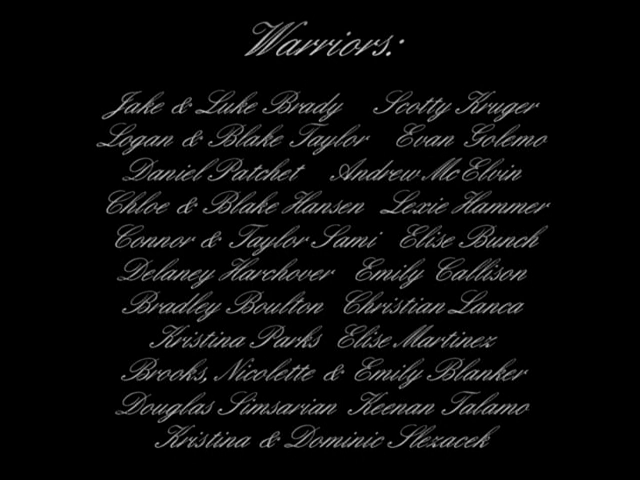 Warriors:
Jake & Luke Brady Scotty Kruger
Logan & Blake Taylor Evan Golemo
Daniel Patchet Andrew McElvin
Chloe & Blake Hansen Lexie Hammer
Connor & Taylor Sami Elise Bunch
Delaney Harchover Emily Callison
Bradley Boulton Christian Lanca
Kristina Parks Elise Martinez
Brooks, Nicolette & Emily Blanker
Douglas Simsarian Keenan Talamo
Kristina & Dominic Slezacek